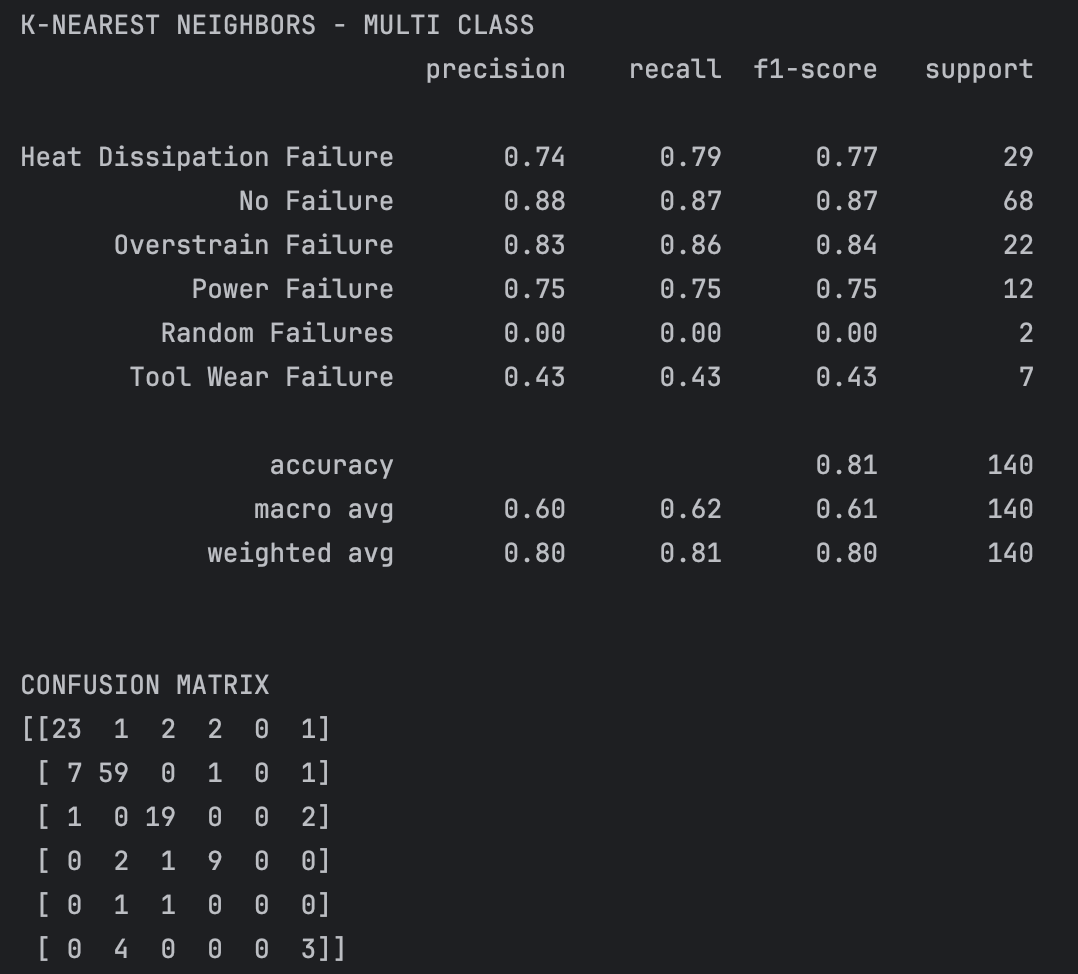 K-NEAREST NEIGHBORS - MULTI CLASS
precision recall f1-score support
Heat Dissipation Failure 0.74 0.79 0.77 29
No Failure 0.88 0.87 0.87 68
Overstrain Failure 0.83 0.86 0.84 22
Power Failure 0.75 0.75 0.75 12
Random Failures 0.00 0.00 0.00 2
Tool Wear Failure 0.43 0.43 0.43 7
accuracy 0.81 140
macro avg 0.60 0.62 0.61 140
weighted avg 0.80 0.81 0.80 140
CONFUSION MATRIX
[[23 1 2 2 0 1]
[ 7 59 0 1 0 1]
[ 1 0 19 0 0 2]
[ 0 2 1 9 0 0]
[ 0 1 1 0 0 0]
[ 0 4 0 0 0 3]]